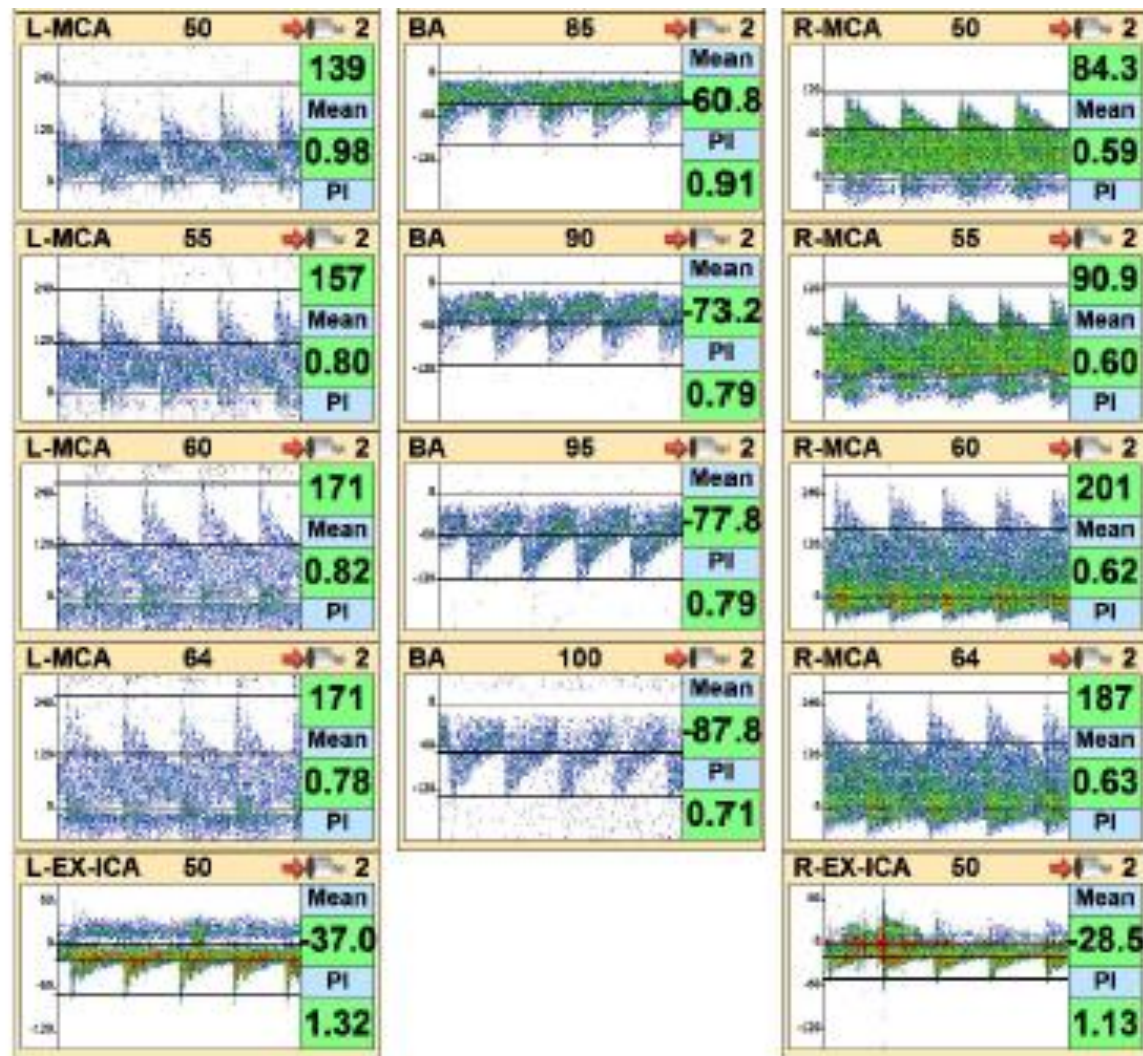 L-MCA 50 2
139
Mean
0.98
PI
L-MCA 55 2
157
Mean
0.80
PI
L-MCA 60 2
171
Mean
0.82
PI
L-MCA 64 2
171
Mean
0.78
PI
L-EX-ICA 50 2
Mean
-37.0
PI
1.32
BA 85 2
Mean
-60.8
PI
0.91
BA 90 2
Mean
-73.2
PI
0.79
BA 95 2
Mean
-77.8
PI
0.79
BA 100 2
Mean
-87.8
PI
0.71
R-MCA 50 2
84.3
Mean
0.59
PI
R-MCA 55 2
90.9
Mean
0.60
PI
R-MCA 60 2
201
Mean
0.62
PI
R-MCA 64 2
187
Mean
0.63
PI
R-EX-ICA 50 2
Mean
-28.5
PI
1.13